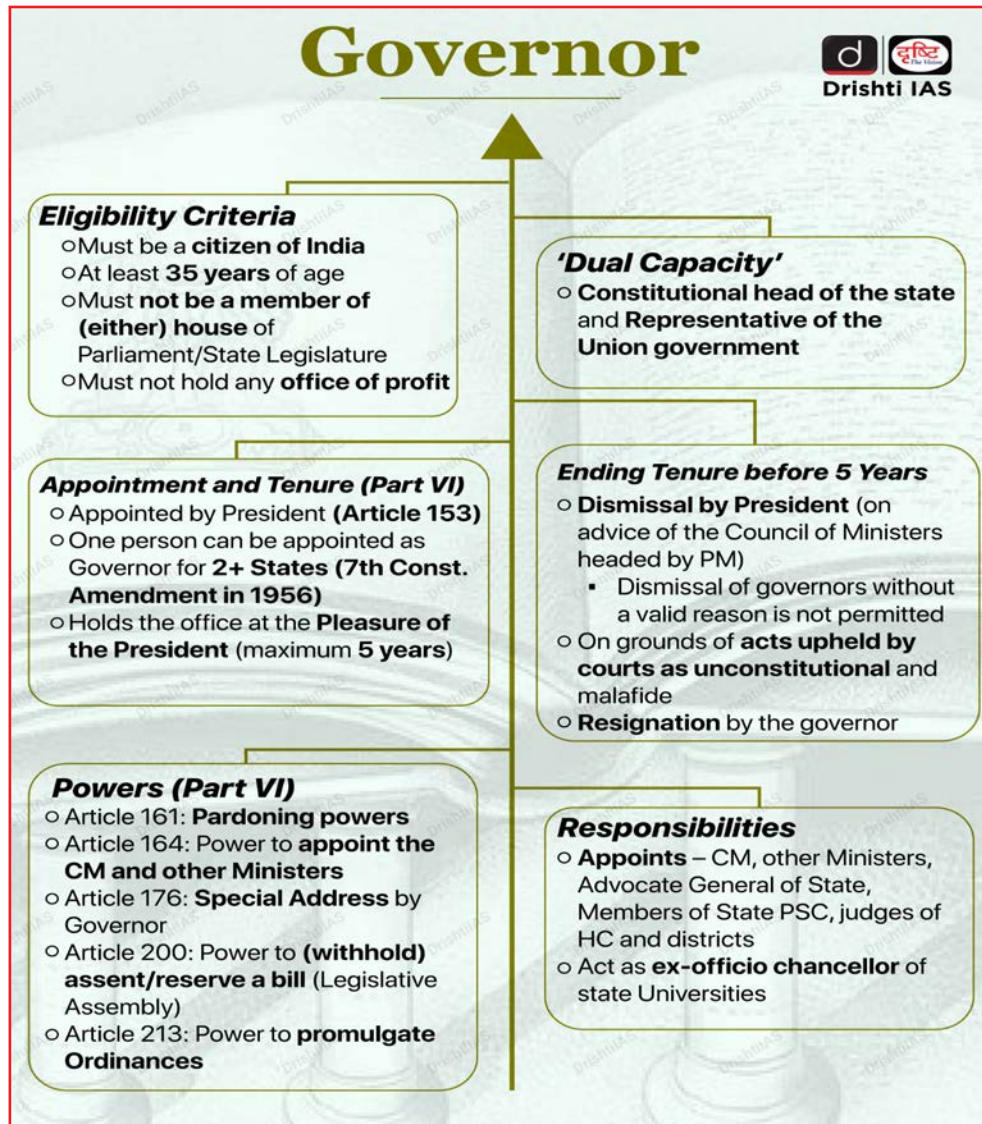 Governor
d
दृष्टि
The Vision
Drishti IAS
Eligibility Criteria
Must be a citizen of India
At least 35 years of age
Must not be a member of
(either) house of
Parliament/State Legislature
Must not hold any office of profit
'Dual Capacity'
Constitutional head of the state
and Representative of the
Union government
Appointment and Tenure (Part VI)
Appointed by President (Article 153)
One person can be appointed as
Governor for 2+ States (7th Const.
Amendment in 1956)
Holds the office at the Pleasure of
the President (maximum 5 years)
Ending Tenure before 5 Years
Dismissal by President (on
advice of the Council of Ministers
headed by PM)
Dismissal of governors without
a valid reason is not permitted
On grounds of acts upheld by
courts as unconstitutional and
malafide
Resignation by the governor
Powers (Part VI)
Article 161: Pardoning powers
Article 164: Power to appoint the
CM and other Ministers
Article 176: Special Address by
Governor
Article 200: Power to (withhold)
assent/reserve a bill (Legislative
Assembly)
Article 213: Power to promulgate
Ordinances
Responsibilities
Appoints – CM, other Ministers,
Advocate General of State,
Members of State PSC, judges of
HC and districts
Act as ex-officio chancellor of
state Universities